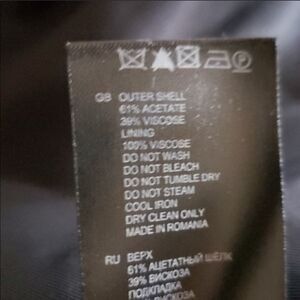 GB OUTER SHELL
61% ACETATE
39% VISCOSE
LINING
100% VISCOSE
DO NOT WASH
DO NOT BLEACH
DO NOT TUMBLE DRY
DO NOT STEAM
COOL IRON
DRY CLEAN ONLY
MADE IN ROMANIA
RU ВЕРХ
61% АЦЕТАТНЫЙ ШЁЛК
39% ВИСКОЗА
ПОДКЛАДКА
ВИСКОЗА